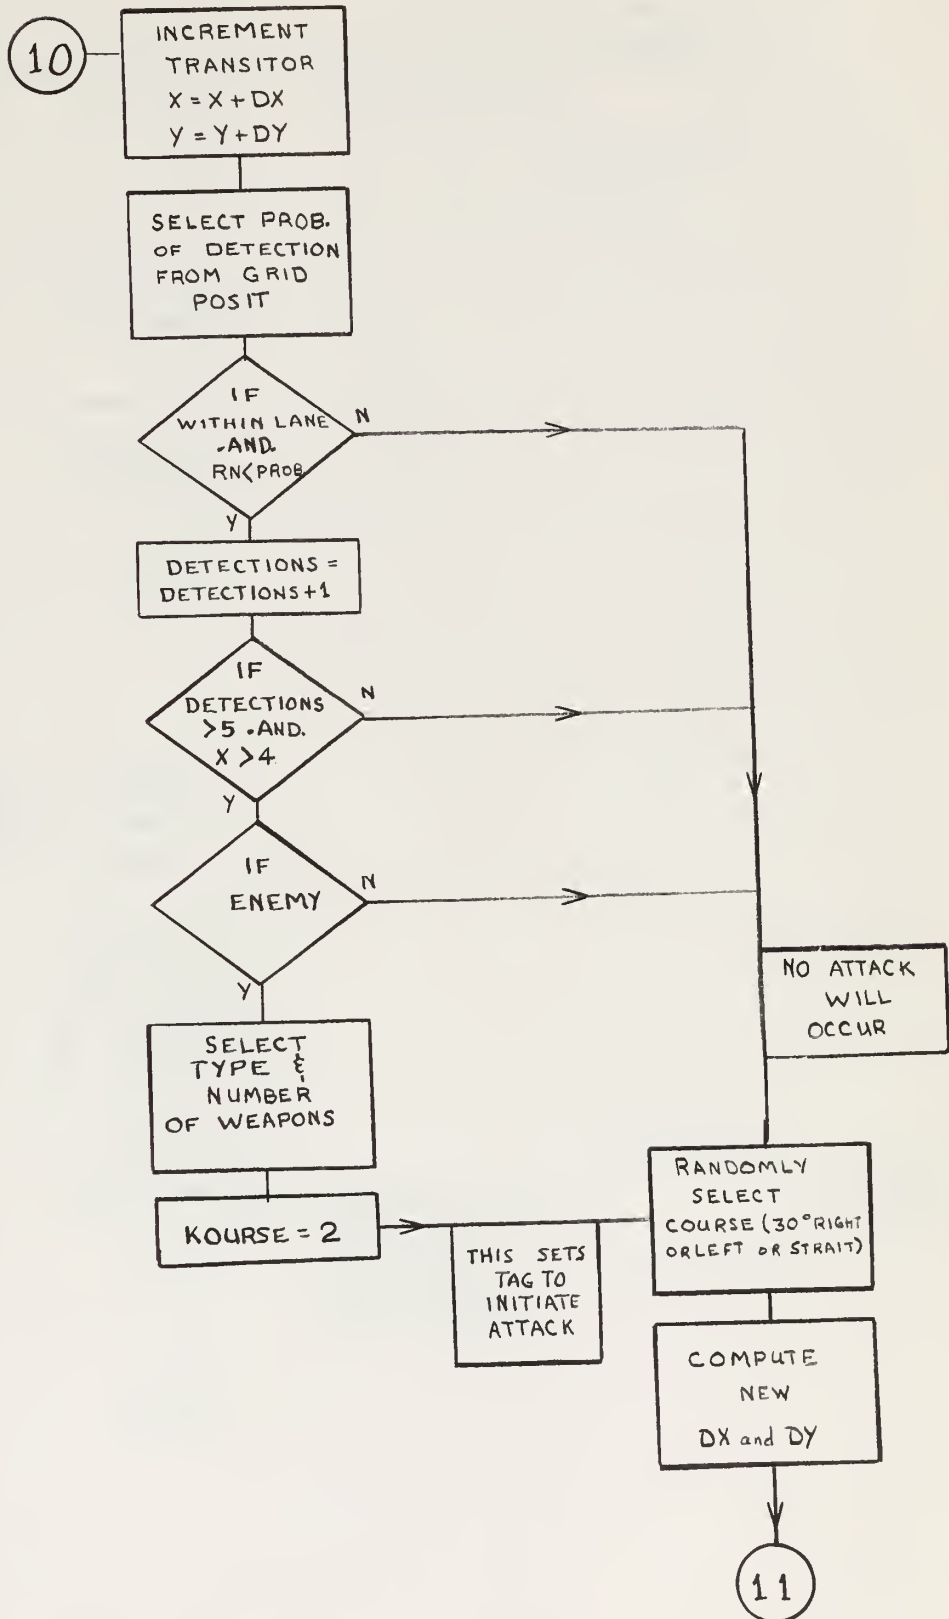 10
INCREMENT
TRANSITOR
X = X + DX
Y = Y + DY
SELECT PROB.
OF DETECTION
FROM GRID
POSIT
IF
WITHIN LANE
.AND.
RN<PROB
N
Y
DETECTIONS =
DETECTIONS+1
IF
DETECTIONS
>5 .AND.
X >4
N
Y
IF
ENEMY
N
Y
NO ATTACK
WILL
OCCUR
SELECT
TYPE &
NUMBER
OF WEAPONS
KOURSE = 2
THIS SETS
TAG TO
INITIATE
ATTACK
RANDOMLY
SELECT
COURSE (30° RIGHT
OR LEFT OR STRAIT)
COMPUTE
NEW
DX and DY
11